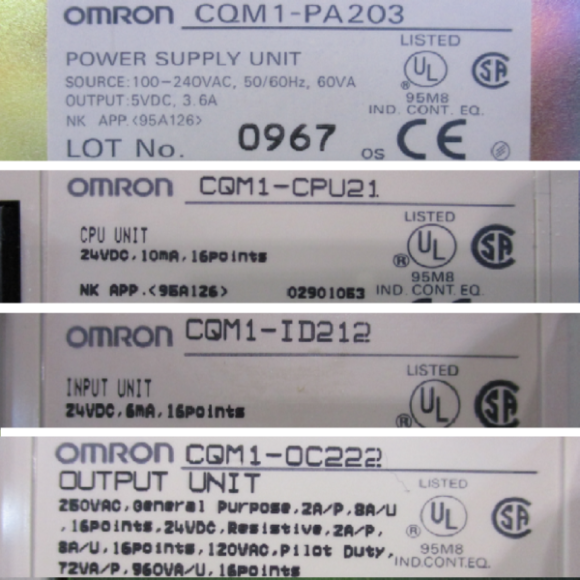 OMRON CQM1-PA203
POWER SUPPLY UNIT
SOURCE:100-240VAC, 50/60Hz, 60VA
OUTPUT:5VDC, 3.6A
NK APP.<95A126>
LOT No. 0967 OS CE
LISTED
UL SA
®
95M8
IND. CONT. EQ.
OMRON CQM1-CPU21
CPU UNIT
24VDC, 10mA, 16points
NK APP.<95A126> 02901053
LISTED
UL SA
®
95M8
IND. CONT. EQ.
OMRON CQM1-ID212
INPUT UNIT
24VDC, 6mA, 16points
LISTED
UL SA
®
OMRON CQM1-OC222
OUTPUT UNIT
250VAC, General Purpose, 2A/P, 8A/U
, 16points, 24VDC, Resistive, 2A/P,
8A/U, 16points, 120VAC, Pilot Duty,
72VA/P, 960VA/U, 16points
LISTED
UL SA
®
95M8
IND.CONT.EQ.